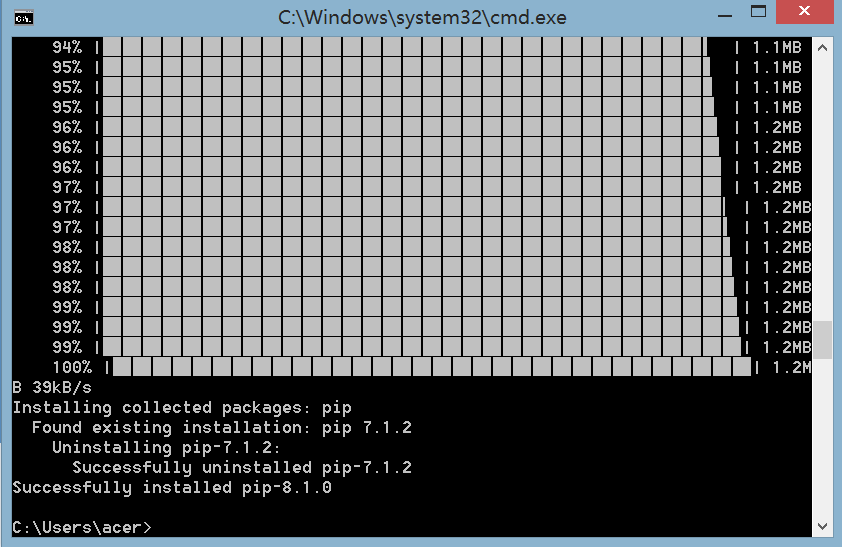 C:\Windows\system32\cmd.exe
94% | | 1.1MB
95% | | 1.1MB
95% | | 1.1MB
95% | | 1.1MB
96% | | 1.2MB
96% | | 1.2MB
96% | | 1.2MB
97% | | 1.2MB
97% | | 1.2MB
97% | | 1.2MB
98% | | 1.2MB
98% | | 1.2MB
98% | | 1.2MB
99% | | 1.2MB
99% | | 1.2MB
99% | | 1.2MB
100% | | 1.2M
B 39kB/s
Installing collected packages: pip
Found existing installation: pip 7.1.2
Uninstalling pip-7.1.2:
Successfully uninstalled pip-7.1.2
Successfully installed pip-8.1.0
C:\Users\acer>